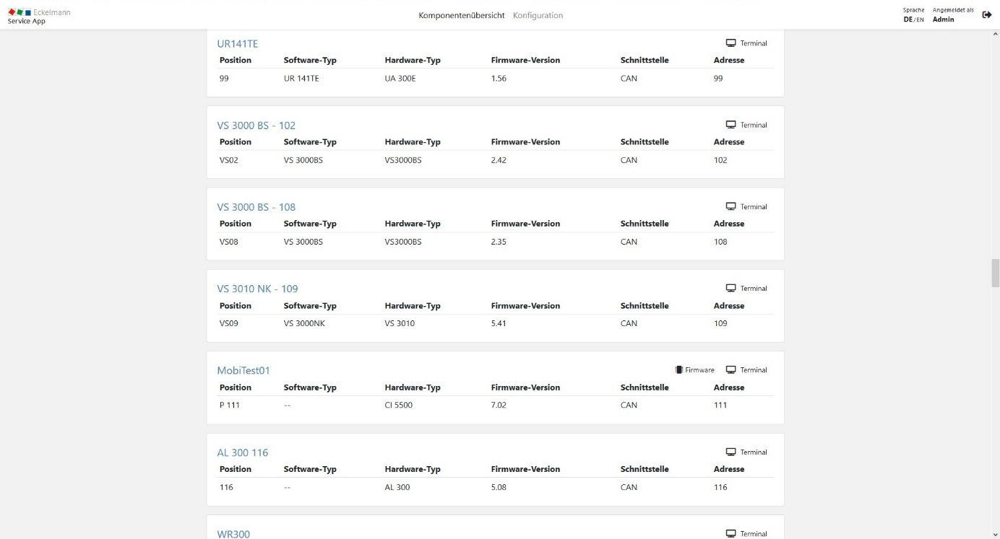 Eckelmann
Service App
Komponentenübersicht Konfiguration
Sprache
DE/EN
Angemeldet als
Admin
UR141TE Terminal
Position Software-Typ Hardware-Typ Firmware-Version Schnittstelle Adresse
99 UR 141TE UA 300E 1.56 CAN 99
VS 3000 BS - 102 Terminal
Position Software-Typ Hardware-Typ Firmware-Version Schnittstelle Adresse
VS02 VS 3000BS VS3000BS 2.42 CAN 102
VS 3000 BS - 108 Terminal
Position Software-Typ Hardware-Typ Firmware-Version Schnittstelle Adresse
VS08 VS 3000BS VS3000BS 2.35 CAN 108
VS 3010 NK - 109 Terminal
Position Software-Typ Hardware-Typ Firmware-Version Schnittstelle Adresse
VS09 VS 3000NK VS 3010 5.41 CAN 109
MobiTest01 Firmware Terminal
Position Software-Typ Hardware-Typ Firmware-Version Schnittstelle Adresse
P 111 -- CI 5500 7.02 CAN 111
AL 300 116 Terminal
Position Software-Typ Hardware-Typ Firmware-Version Schnittstelle Adresse
116 -- AL 300 5.08 CAN 116
WR300 Terminal